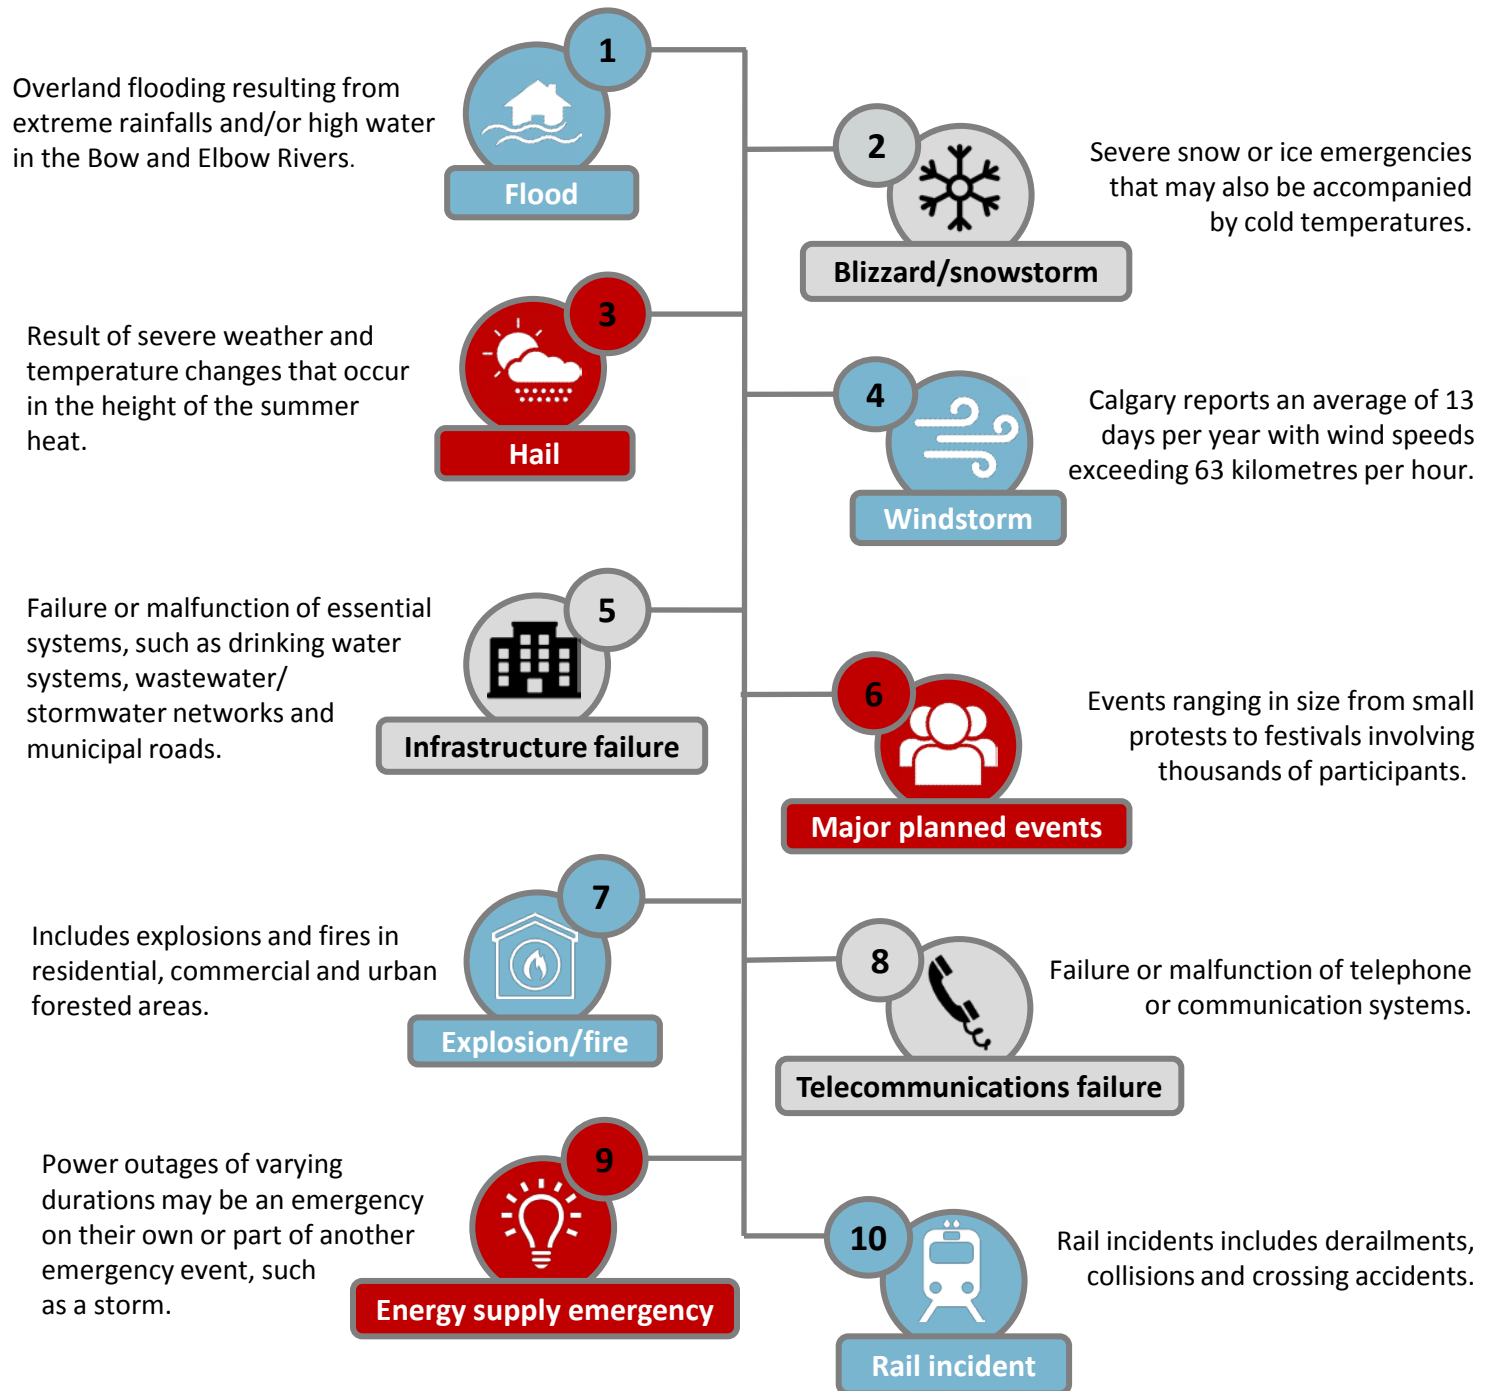 1
Overland flooding resulting from
extreme rainfalls and/or high water
in the Bow and Elbow Rivers.
Flood
2
Severe snow or ice emergencies
that may also be accompanied
by cold temperatures.
Blizzard/snowstorm
3
Result of severe weather and
temperature changes that occur
in the height of the summer
heat.
Hail
4
Calgary reports an average of 13
days per year with wind speeds
exceeding 63 kilometres per hour.
Windstorm
5
Failure or malfunction of essential
systems, such as drinking water
systems, wastewater/
stormwater networks and
municipal roads.
Infrastructure failure
6
Events ranging in size from small
protests to festivals involving
thousands of participants.
Major planned events
7
Includes explosions and fires in
residential, commercial and urban
forested areas.
Explosion/fire
8
Failure or malfunction of telephone
or communication systems.
Telecommunications failure
9
Power outages of varying
durations may be an emergency
on their own or part of another
emergency event, such
as a storm.
Energy supply emergency
10
Rail incidents includes derailments,
collisions and crossing accidents.
Rail incident